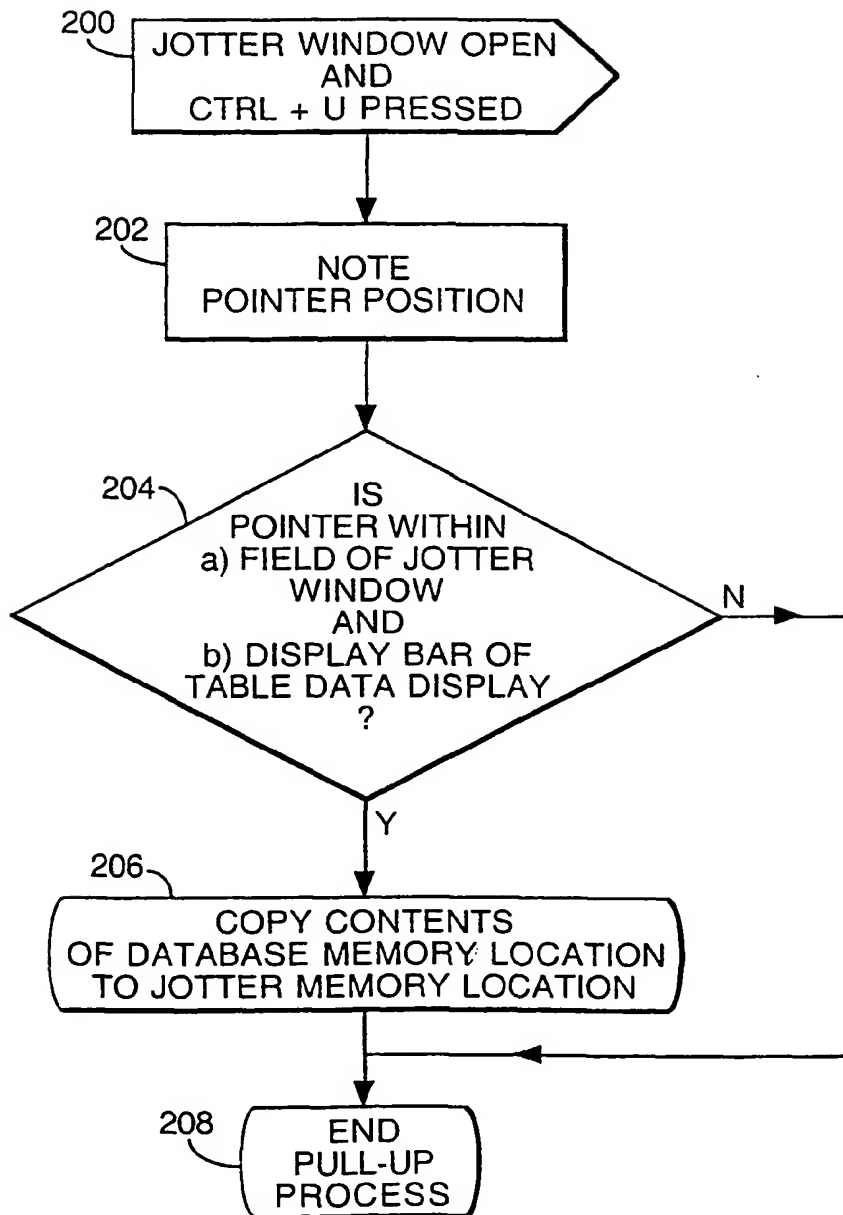 200
JOTTER WINDOW OPEN
AND
CTRL + U PRESSED
202
NOTE
POINTER POSITION
204
IS
POINTER WITHIN
a) FIELD OF JOTTER
WINDOW
AND
b) DISPLAY BAR OF
TABLE DATA DISPLAY
?
N
Y
206
COPY CONTENTS
OF DATABASE MEMORY LOCATION
TO JOTTER MEMORY LOCATION
208
END
PULL-UP
PROCESS